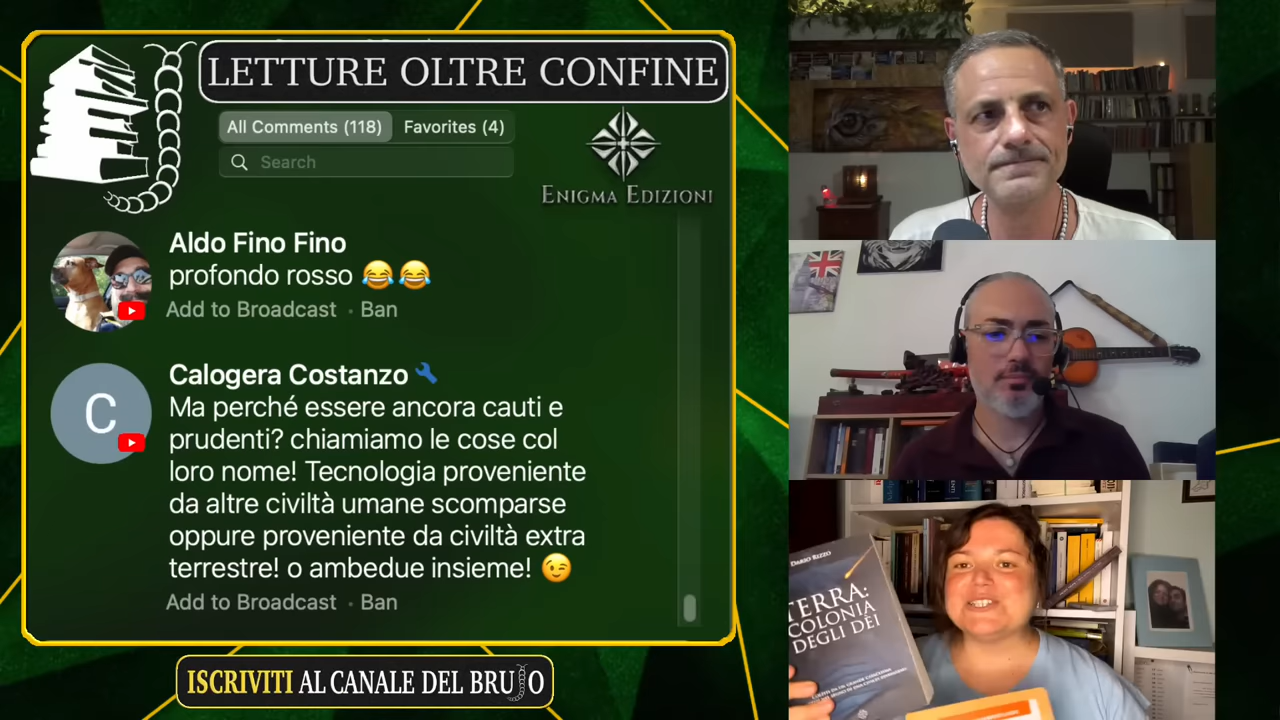 LETTURE OLTRE CONFINE
All Comments (118) Favorites (4)
Search
ENIGMA EDIZIONI
Aldo Fino Fino
profondo rosso 😂😂
Add to Broadcast • Ban
C
Calogera Costanzo
Ma perché essere ancora cauti e
prudenti? chiamiamo le cose col
loro nome! Tecnologia proveniente
da altre civiltà umane scomparse
oppure proveniente da civiltà extra
terrestre! o ambedue insieme! 😉
Add to Broadcast • Ban
ISCRIVITI AL CANALE DEL BRUJO
DARIO RIZZO
TERRA:
COLONIA
DEGLI DÈI